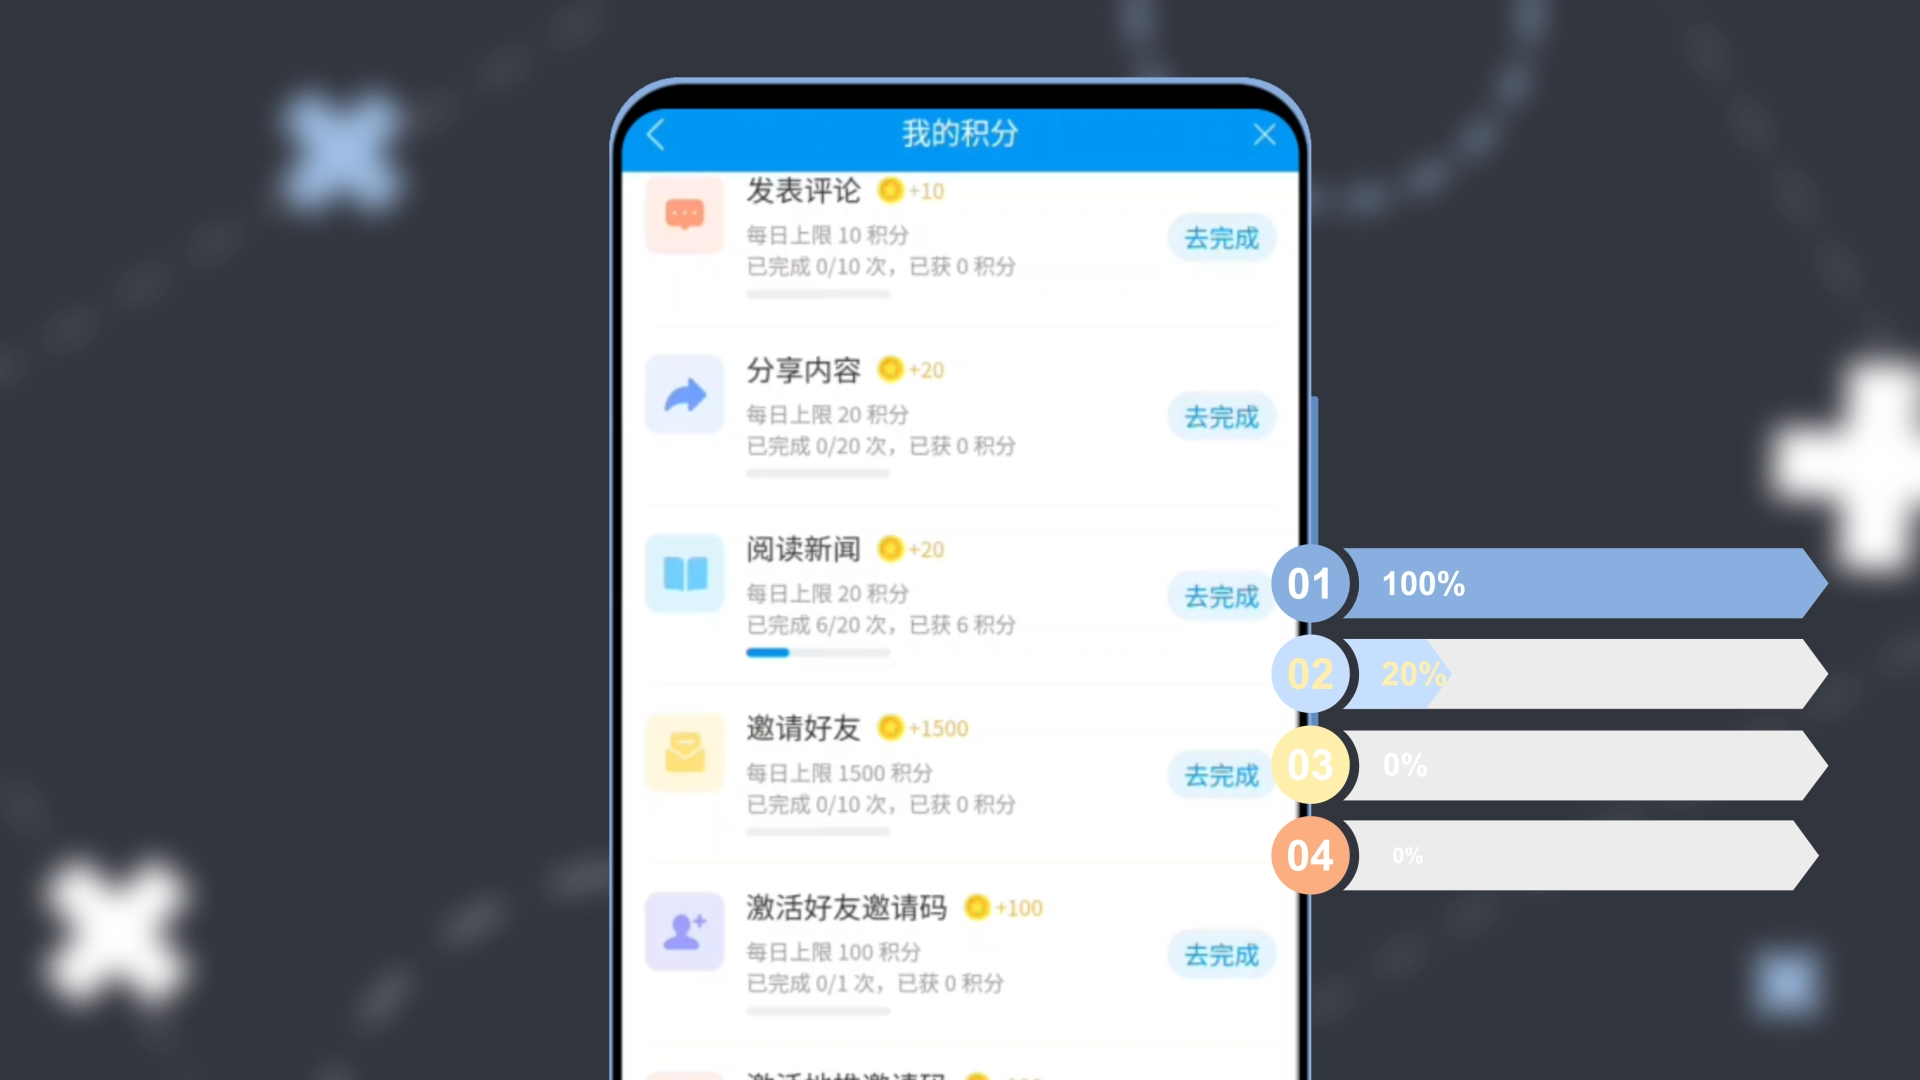 我的积分
发表评论 +10
每日上限 10 积分
已完成 0/10 次，已获 0 积分
去完成
分享内容 +20
每日上限 20 积分
已完成 0/20 次，已获 0 积分
去完成
阅读新闻 +20
每日上限 20 积分
已完成 6/20 次，已获 6 积分
去完成
邀请好友 +1500
每日上限 1500 积分
已完成 0/10 次，已获 0 积分
去完成
激活好友邀请码 +100
每日上限 100 积分
已完成 0/1 次，已获 0 积分
去完成
01 100%
02 20%
03 0%
04 0%